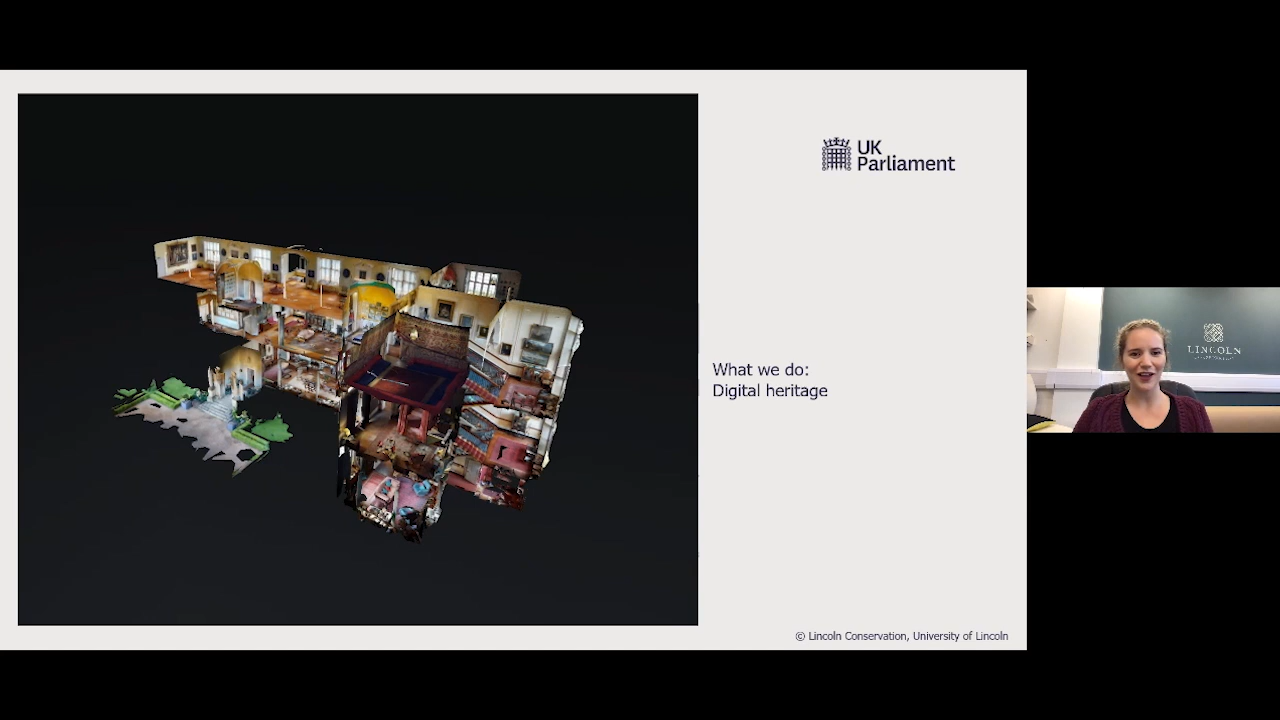 UK
Parliament
What we do:
Digital heritage
LINCOLN
© Lincoln Conservation, University of Lincoln